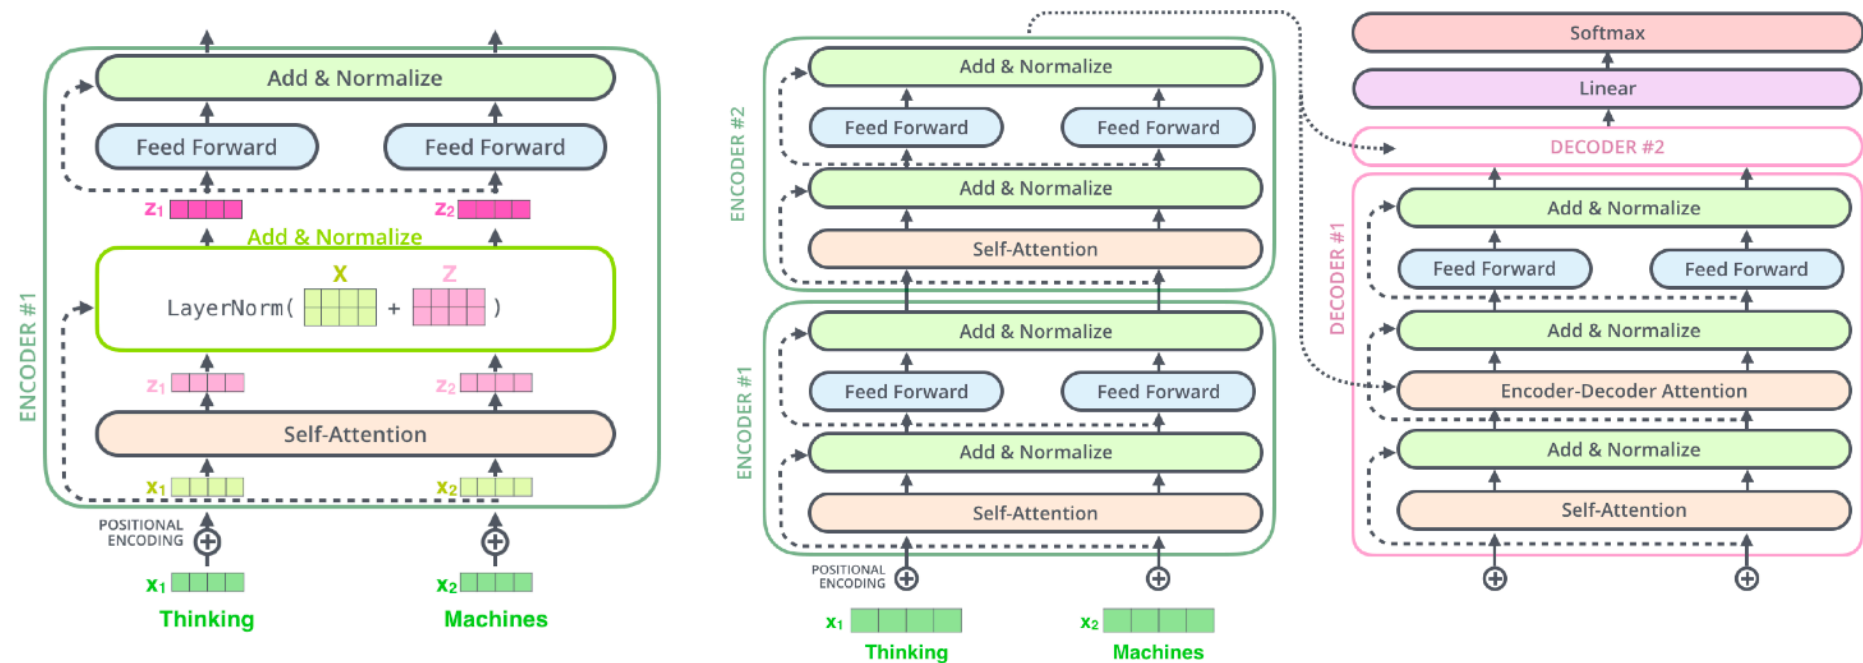 Add & Normalize
Feed Forward
Feed Forward
z1
z2
Add & Normalize
X
Z
LayerNorm(
+
)
z1
z2
Self-Attention
x1
x2
ENCODER #1
POSITIONAL
ENCODING
x1
x2
Thinking
Machines
ENCODER #2
Add & Normalize
Feed Forward
Feed Forward
Add & Normalize
Self-Attention
ENCODER #1
Add & Normalize
Feed Forward
Feed Forward
Add & Normalize
Self-Attention
POSITIONAL
ENCODING
x1
x2
Thinking
Machines
Softmax
Linear
DECODER #2
DECODER #1
Add & Normalize
Feed Forward
Feed Forward
Add & Normalize
Encoder-Decoder Attention
Add & Normalize
Self-Attention